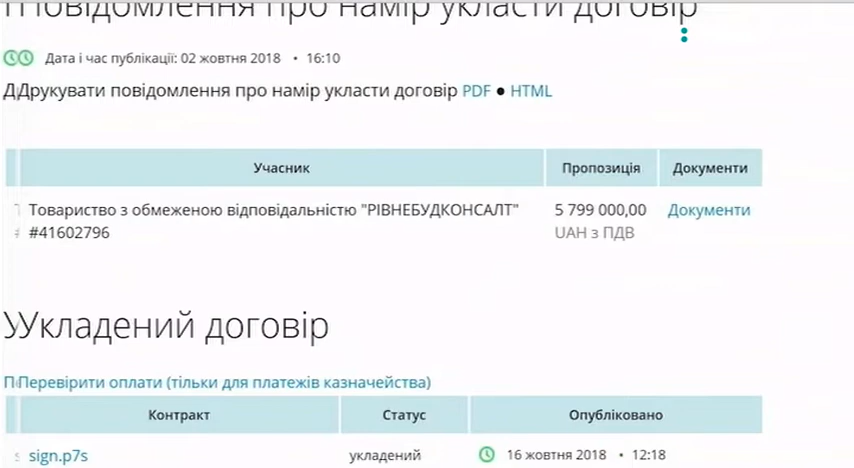 Повідомлення про намір укласти договір
Дата і час публікації: 02 жовтня 2018 • 16:10
Друкувати повідомлення про намір укласти договір PDF ● HTML
Учасник Пропозиція Документи
Товариство з обмеженою відповідальністю "РІВНЕБУДКОНСАЛТ" 5 799 000,00 Документи
#41602796 UAH з ПДВ
Укладений договір
Перевірити оплати (тільки для платежів казначейства)
Контракт Статус Опубліковано
sign.p7s укладений 16 жовтня 2018 • 12:18